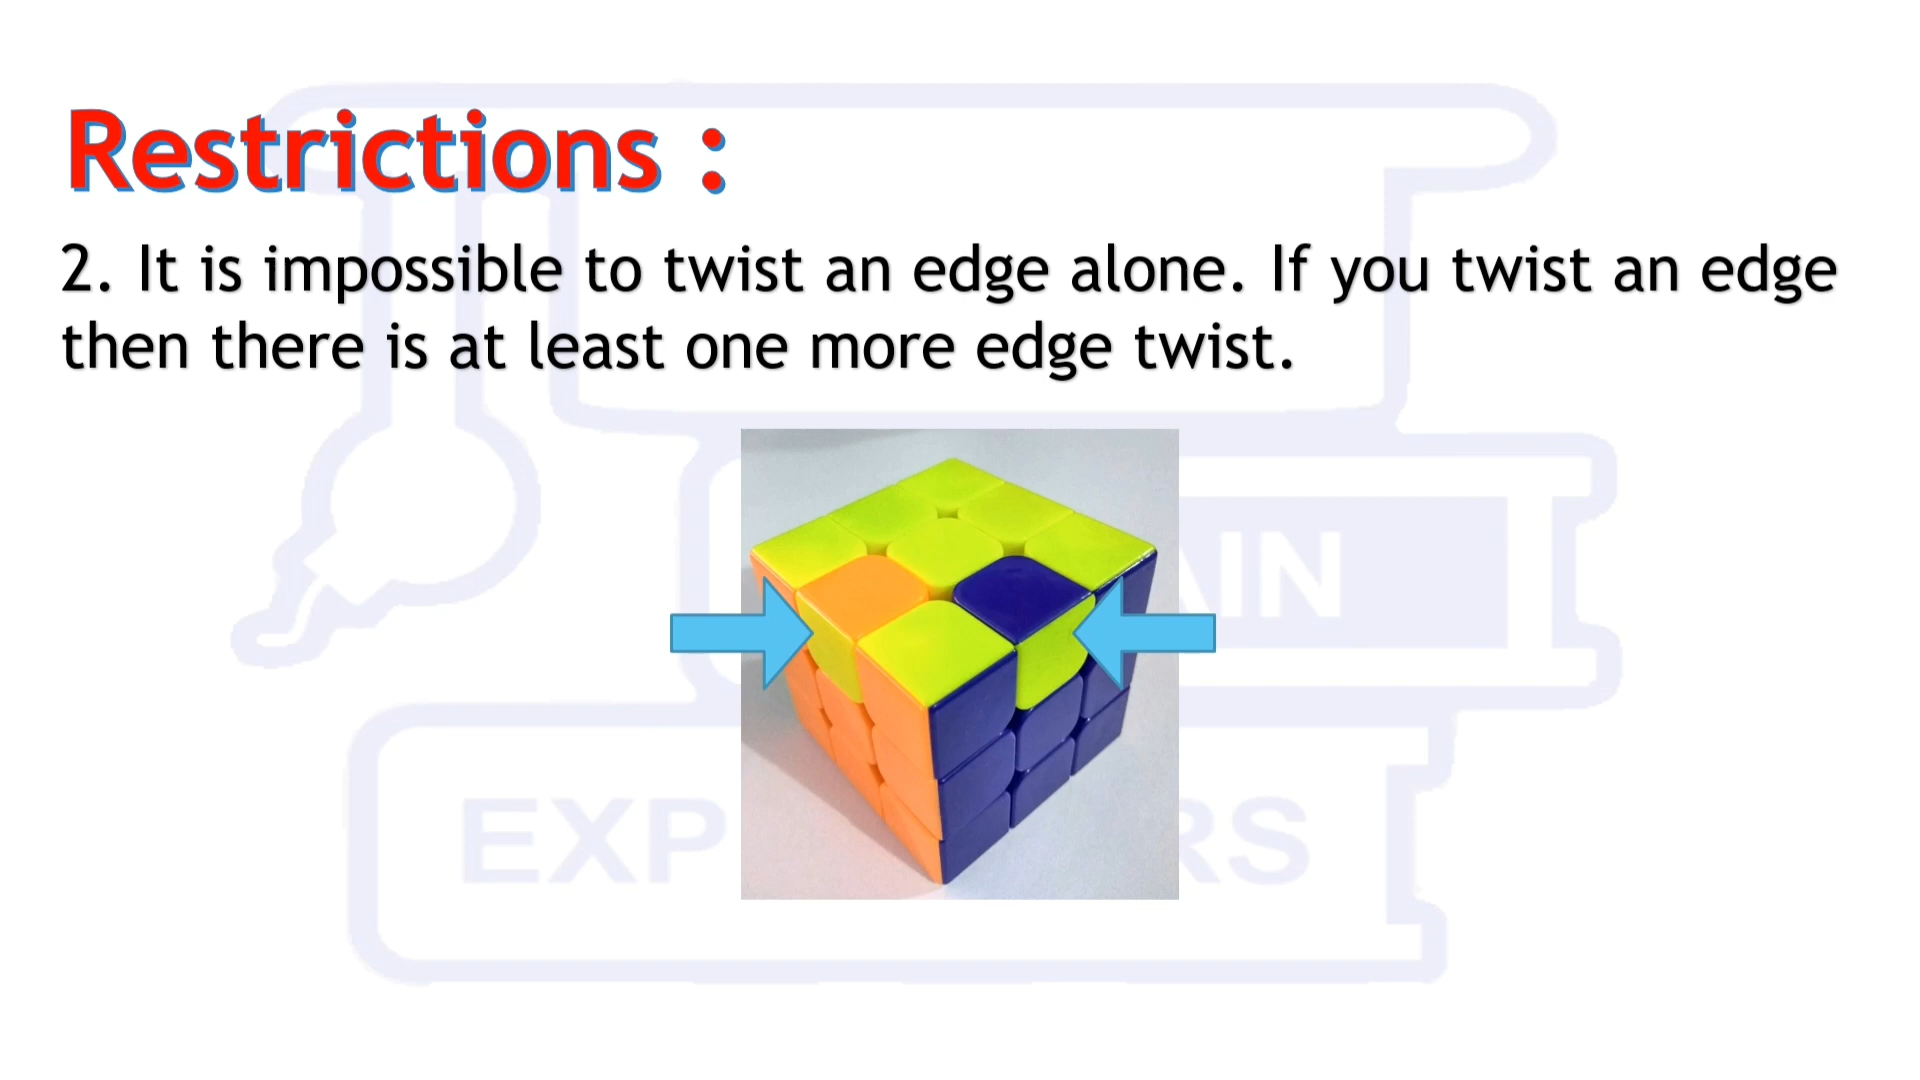 Restrictions :
2. It is impossible to twist an edge alone. If you twist an edge
then there is at least one more edge twist.